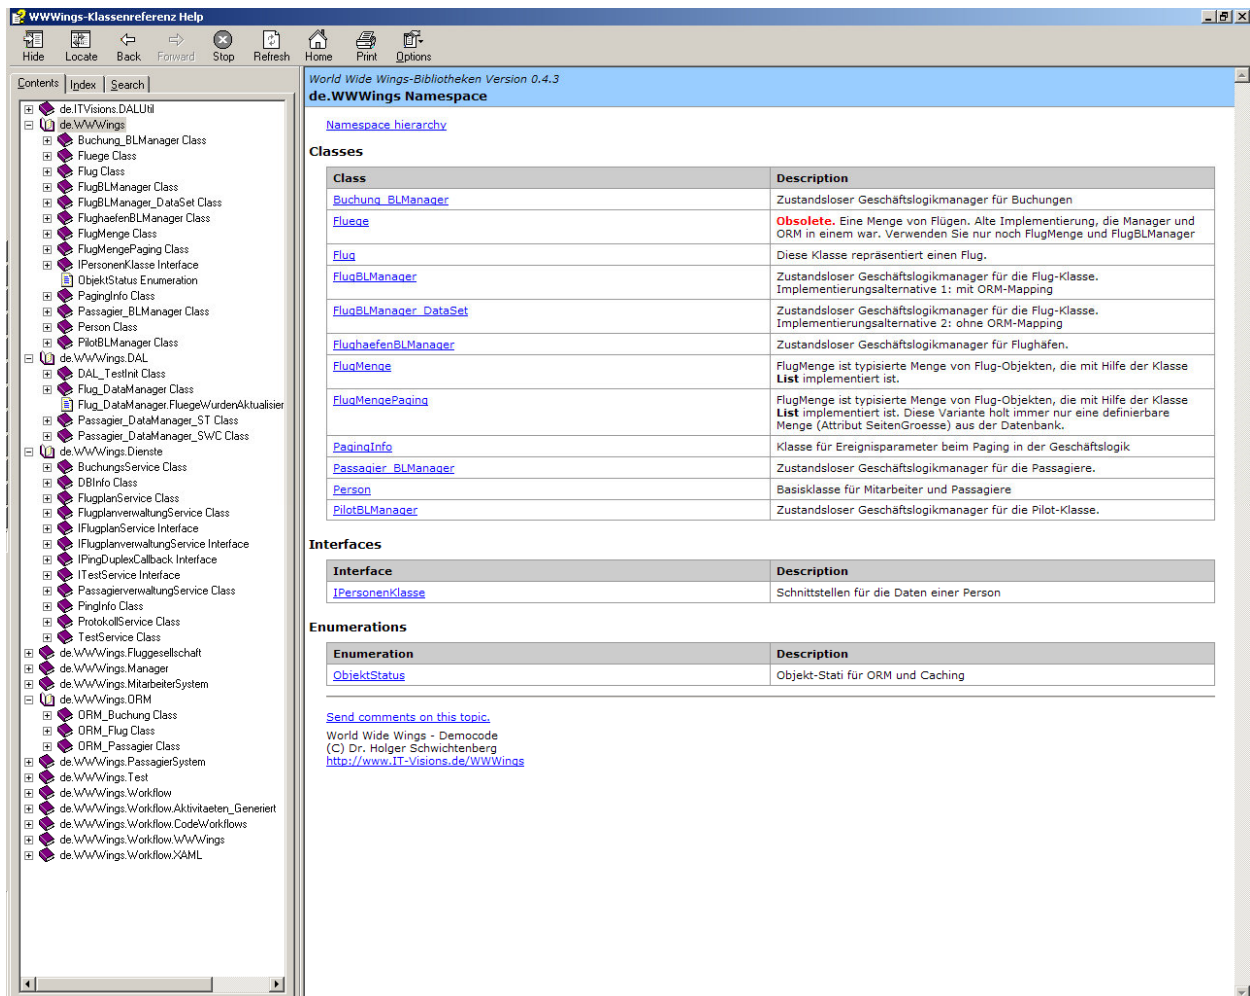 WWWings-Klassenreferenz Help
Hide Locate Back Forward Stop Refresh Home Print Options
Contents Index Search
de.ITVisions.DALUtil
de.WWWings
Buchung_BLManager Class
Fluege Class
Flug Class
FlugBLManager Class
FlugBLManager_DataSet Class
FlughaefenBLManager Class
FlugMenge Class
FlugMengePaging Class
IPersonenKlasse Interface
ObjektStatus Enumeration
PagingInfo Class
Passagier_BLManager Class
Person Class
PilotBLManager Class
de.WWWings.DAL
DAL_TestInit Class
Flug_DataManager Class
Flug_DataManager.FluegeWurdenAktualisier
Passagier_DataManager_ST Class
Passagier_DataManager_SWC Class
de.WWWings.Dienste
BuchungsService Class
DBInfo Class
FlugplanService Class
FlugplanverwaltungService Class
IFlugplanService Interface
IFlugplanverwaltungService Interface
IPingDuplexCallback Interface
ITestService Interface
PassagierverwaltungService Class
PingInfo Class
ProtokollService Class
TestService Class
de.WWWings.Fluggesellschaft
de.WWWings.Manager
de.WWWings.MitarbeiterSystem
de.WWWings.ORM
ORM_Buchung Class
ORM_Flug Class
ORM_Passagier Class
de.WWWings.PassagierSystem
de.WWWings.Test
de.WWWings.Workflow
de.WWWings.Workflow.Aktivitaeten_Generiert
de.WWWings.Workflow.CodeWorkflows
de.WWWings.Workflow.WWWings
de.WWWings.Workflow.XAML
World Wide Wings-Bibliotheken Version 0.4.3
de.WWWings Namespace
Namespace hierarchy
Classes
Class Description
Buchung_BLManager Zustandsloser Geschäftslogikmanager für Buchungen
Fluege Obsolete. Eine Menge von Flügen. Alte Implementierung, die Manager und
ORM in einem war. Verwenden Sie nur noch FlugMenge und FlugBLManager
Flug Diese Klasse repräsentiert einen Flug.
FlugBLManager Zustandsloser Geschäftslogikmanager für die Flug-Klasse.
Implementierungsalternative 1: mit ORM-Mapping
FlugBLManager_DataSet Zustandsloser Geschäftslogikmanager für die Flug-Klasse.
Implementierungsalternative 2: ohne ORM-Mapping
FlughaefenBLManager Zustandsloser Geschäftslogikmanager für Flughäfen.
FlugMenge FlugMenge ist typisierte Menge von Flug-Objekten, die mit Hilfe der Klasse
List implementiert ist.
FlugMengePaging FlugMenge ist typisierte Menge von Flug-Objekten, die mit Hilfe der Klasse
List implementiert ist. Diese Variante holt immer nur eine definierbare
Menge (Attribut SeitenGroesse) aus der Datenbank.
PagingInfo Klasse für Ereignisparameter beim Paging in der Geschäftslogik
Passagier_BLManager Zustandsloser Geschäftslogikmanager für die Passagiere.
Person Basisklasse für Mitarbeiter und Passagiere
PilotBLManager Zustandsloser Geschäftslogikmanager für die Pilot-Klasse.
Interfaces
Interface Description
IPersonenKlasse Schnittstellen für die Daten einer Person
Enumerations
Enumeration Description
ObjektStatus Objekt-Stati für ORM und Caching
Send comments on this topic.
World Wide Wings - Democode
(C) Dr. Holger Schwichtenberg
http://www.IT-Visions.de/WWWings